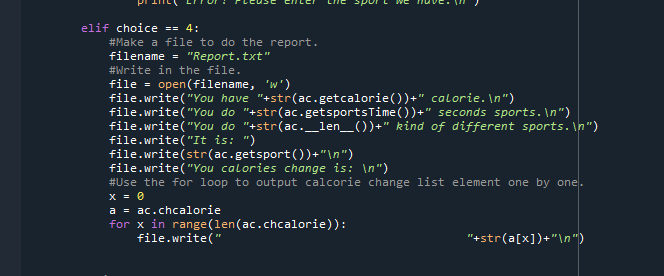 print("Error! Please enter the sport we have.\n")
elif choice == 4:
#Make a file to do the report.
filename = "Report.txt"
#Write in the file.
file = open(filename, 'w')
file.write("You have "+str(ac.getcalorie())+" calorie.\n")
file.write("You do "+str(ac.getsportsTime())+" seconds sports.\n")
file.write("You do "+str(ac.__len__())+" kind of different sports.\n")
file.write("It is: ")
file.write(str(ac.getsport())+"\n")
file.write("You calories change is: \n")
#Use the for loop to output calcorie change list element one by one.
x = 0
a = ac.chcalorie
for x in range(len(ac.chcalorie)):
file.write("                              "+str(a[x])+"\n")